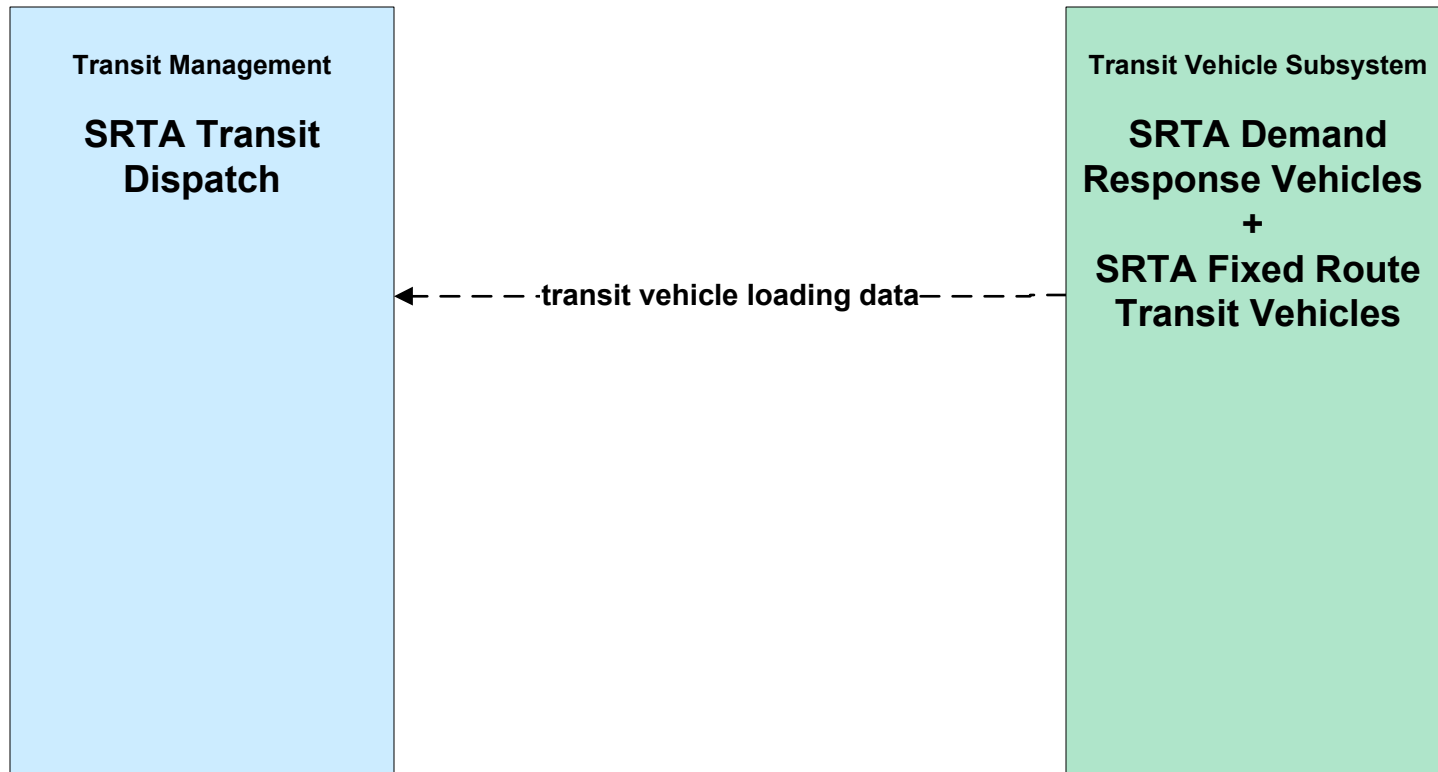 Transit Management
SRTA Transit
Dispatch
transit vehicle loading data
Transit Vehicle Subsystem
SRTA Demand
Response Vehicles
+
SRTA Fixed Route
Transit Vehicles